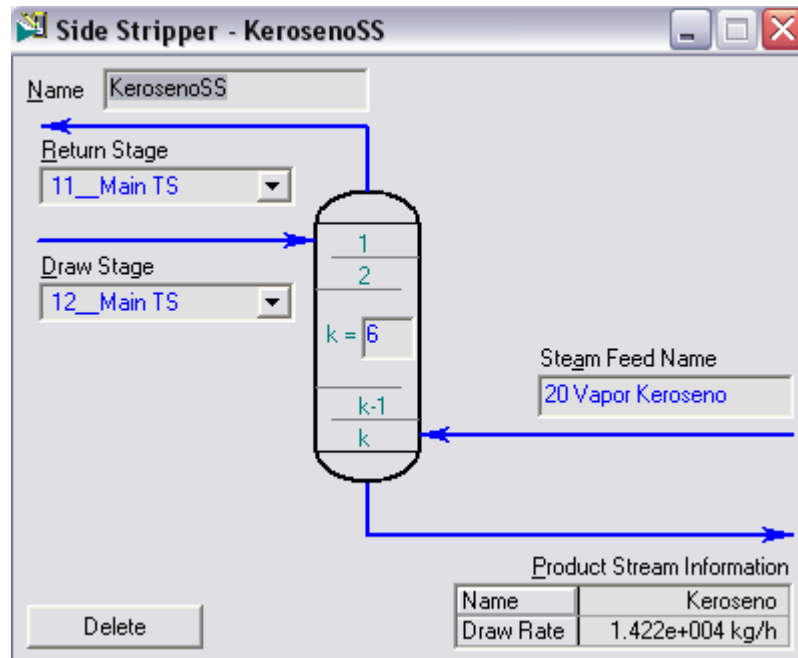 Side Stripper - KerosenoSS
Name KerosenoSS
Return Stage
11__Main TS
Draw Stage
12__Main TS
1
2
k = 6
k-1
k
Steam Feed Name
20 Vapor Keroseno
Product Stream Information
Name Keroseno
Draw Rate 1.422e+004 kg/h
Delete